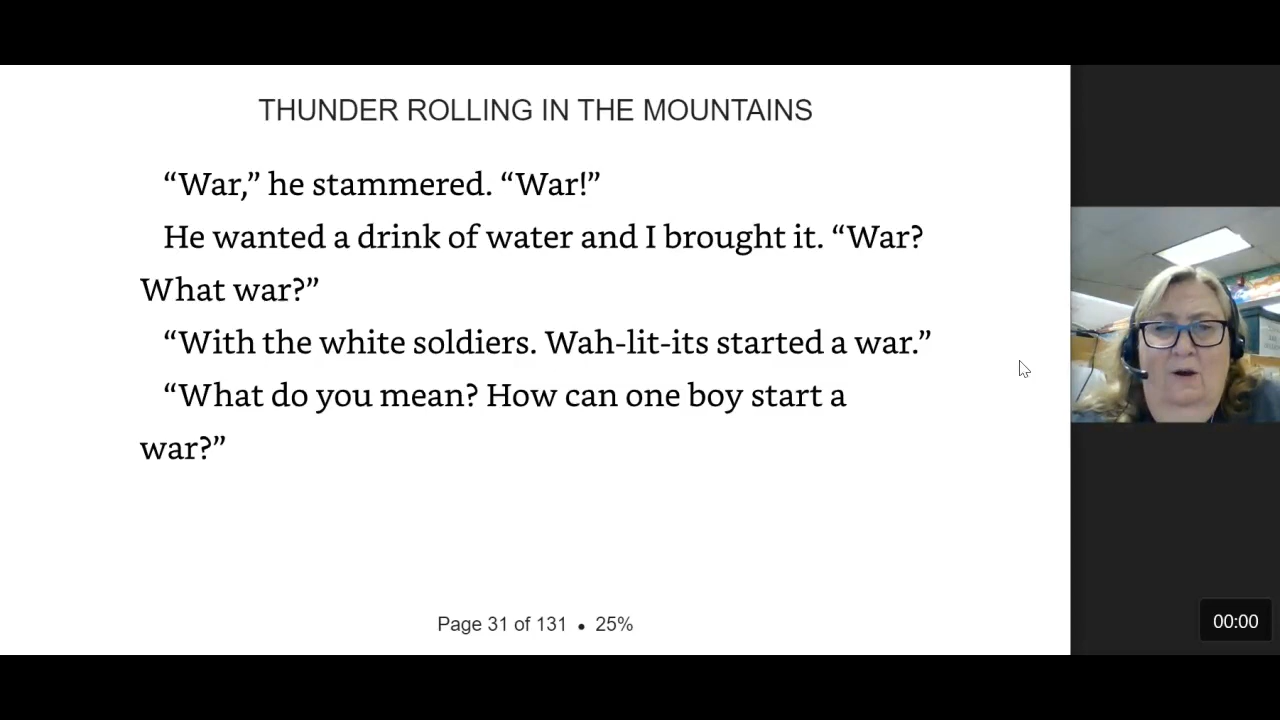 THUNDER ROLLING IN THE MOUNTAINS
“War,” he stammered. “War!”
He wanted a drink of water and I brought it. “War?
What war?”
“With the white soldiers. Wah-lit-its started a war.”
“What do you mean? How can one boy start a
war?”
Page 31 of 131 • 25%
00:00